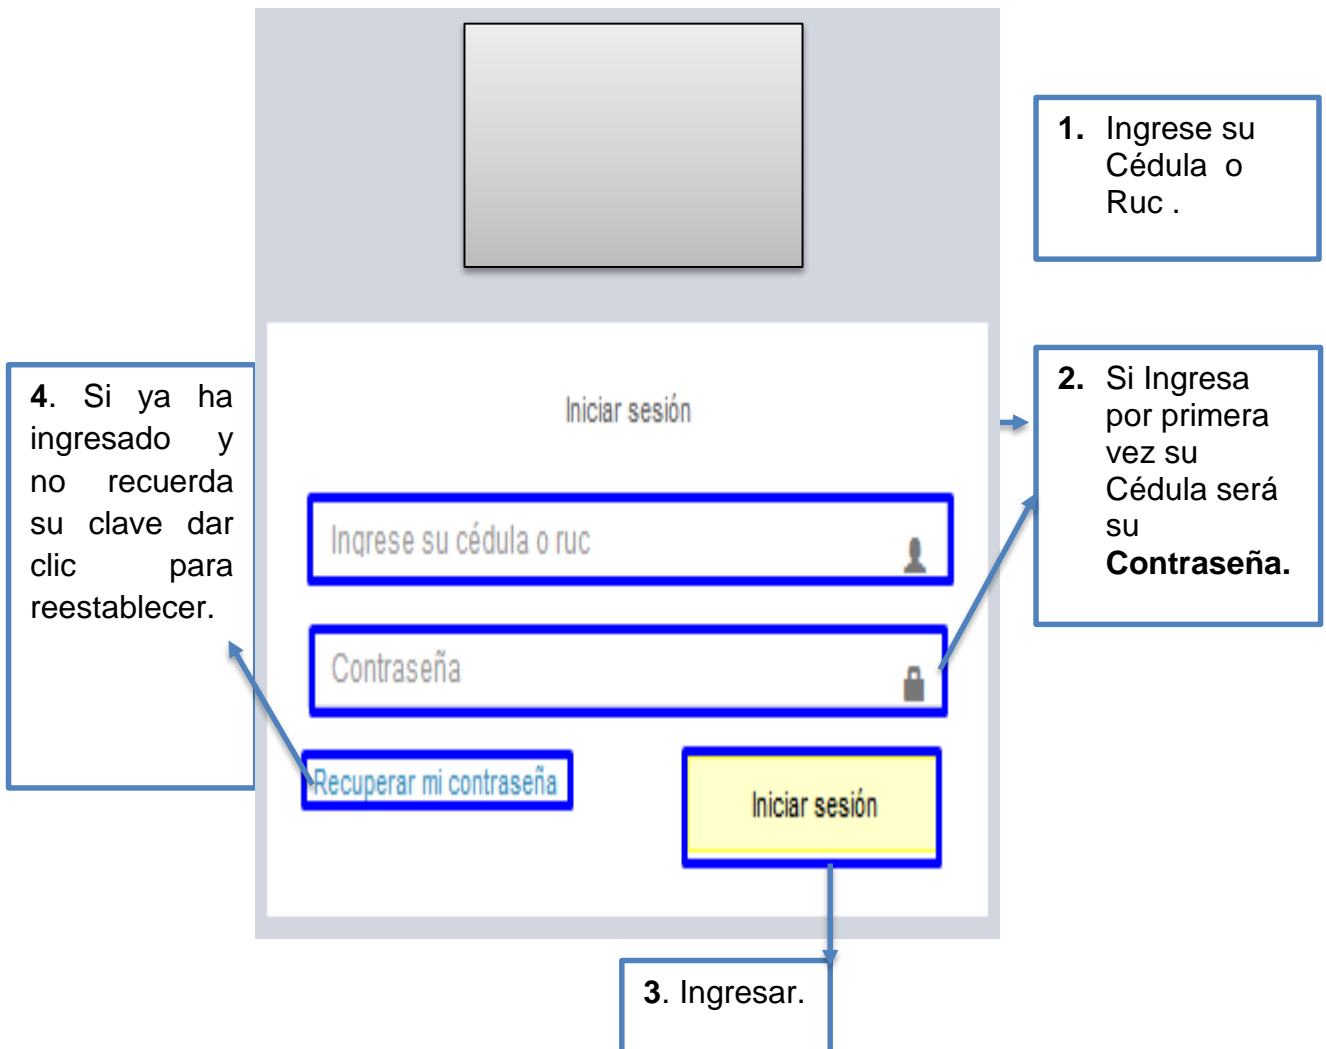 1. Ingrese su
Cédula o
Ruc .
2. Si Ingresa
por primera
vez su
Cédula será
su
Contraseña.
4. Si ya ha
ingresado y
no recuerda
su clave dar
clic para
reestablecer.
Iniciar sesión
Ingrese su cédula o ruc
Contraseña
Recuperar mi contraseña
Iniciar sesión
3. Ingresar.